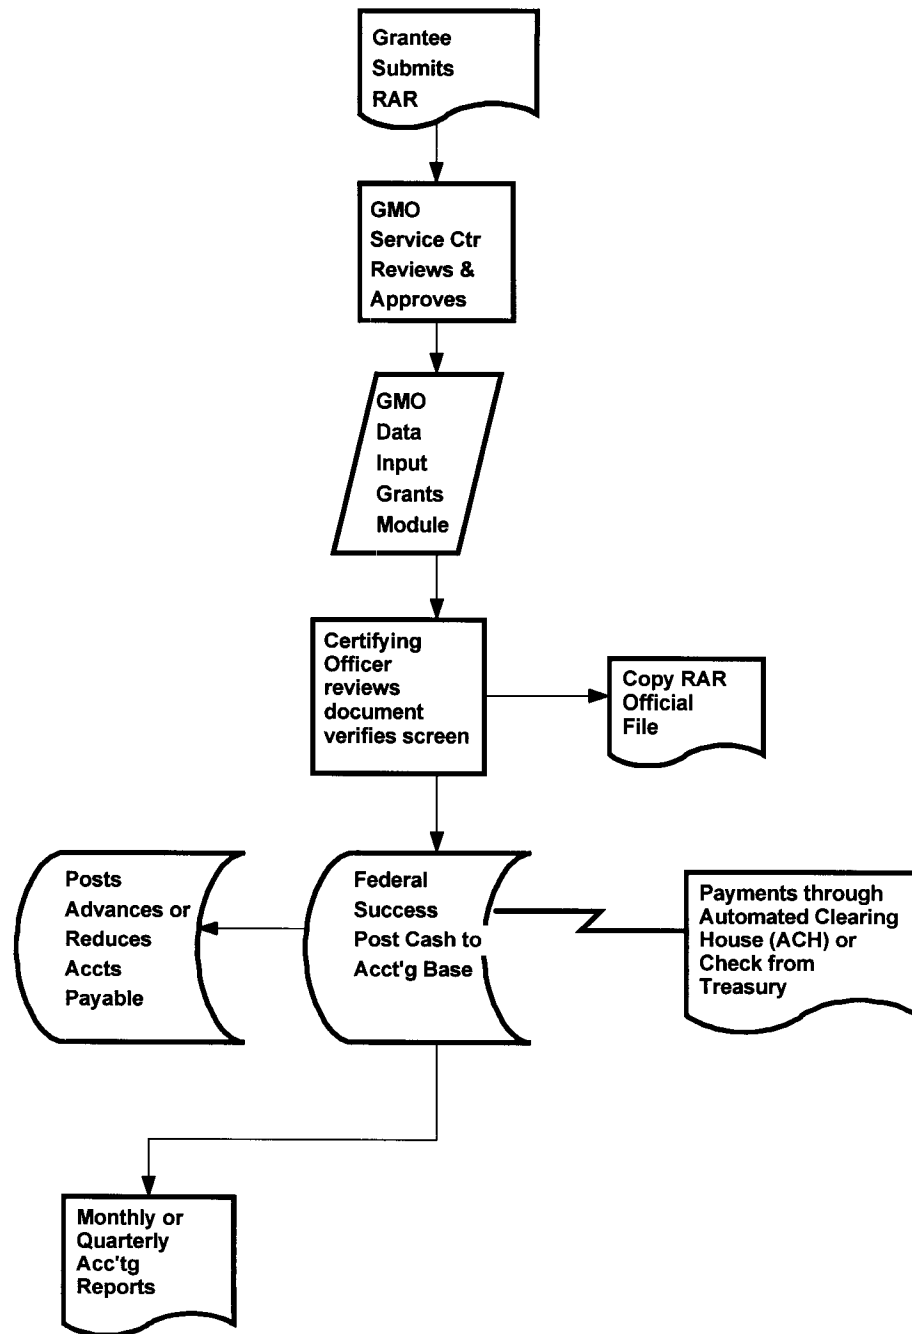 Grantee
Submits
RAR
GMO
Service Ctr
Reviews &
Approves
GMO
Data
Input
Grants
Module
Certifying
Officer
reviews
document
verifies screen
Copy RAR
Official
File
Posts
Advances or
Reduces
Accts
Payable
Federal
Success
Post Cash to
Acct'g Base
Payments through
Automated Clearing
House (ACH) or
Check from
Treasury
Monthly or
Quarterly
Acc'tg
Reports